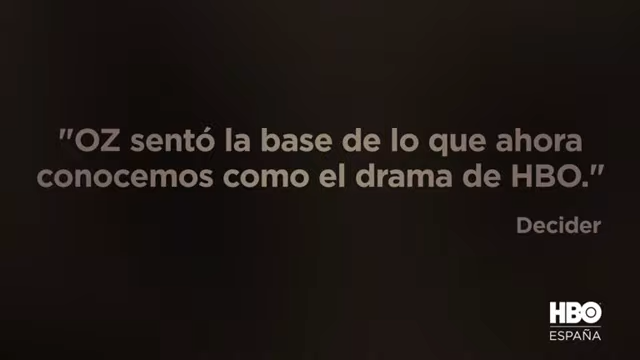 "OZ sentó la base de lo que ahora
conocemos como el drama de HBO."
Decider
HBO
ESPAÑA